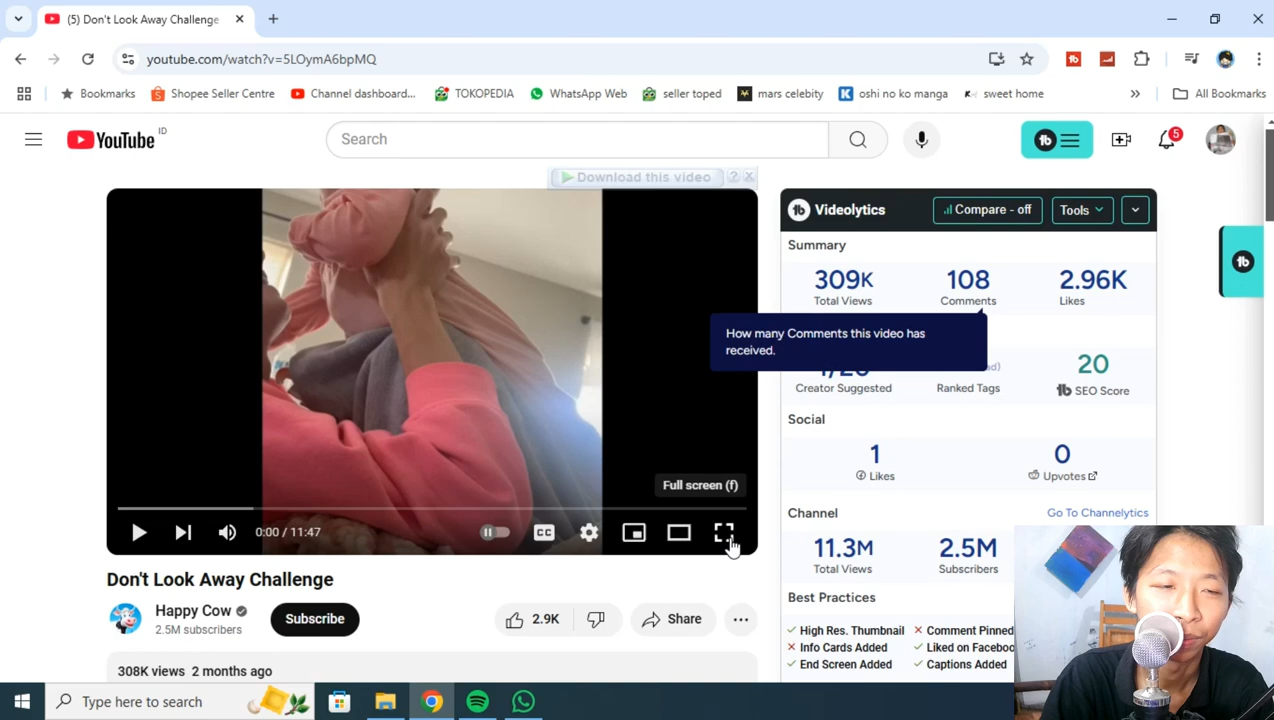 (5) Don't Look Away Challenge
youtube.com/watch?v=5LOymA6bpMQ
Bookmarks
Shopee Seller Centre
Channel dashboard...
TOKOPEDIA
WhatsApp Web
seller toped
mars celebity
oshi no ko manga
sweet home
»
All Bookmarks
YouTube ID
Search
5
Download this video ? x
Videolytics
Compare - off
Tools
Summary
309K
108
2.96K
Total Views
Comments
Likes
How many Comments this video has
received.
20
Creator Suggested
Ranked Tags
SEO Score
Social
1
0
Likes
Upvotes
Full screen (f)
Channel
Go To Channelytics
0:00 / 11:47
CC
11.3M
2.5M
Total Views
Subscribers
Don't Look Away Challenge
Best Practices
Happy Cow
2.5M subscribers
Subscribe
2.9K
Share
High Res. Thumbnail
Comment Pinned
Info Cards Added
Liked on Faceboo
End Screen Added
Captions Added
308K views 2 months ago
Type here to search